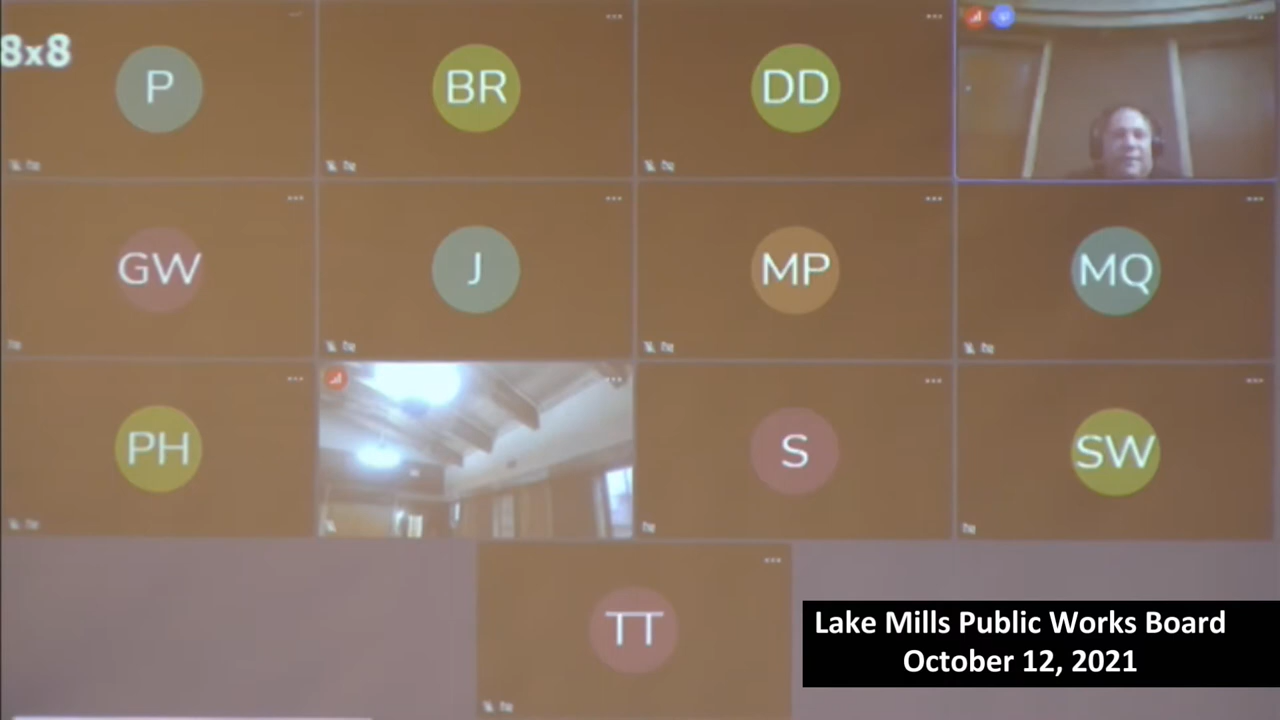 8x8
P
BR
DD
GW
J
MP
MQ
PH
S
SW
TT
Lake Mills Public Works Board
October 12, 2021